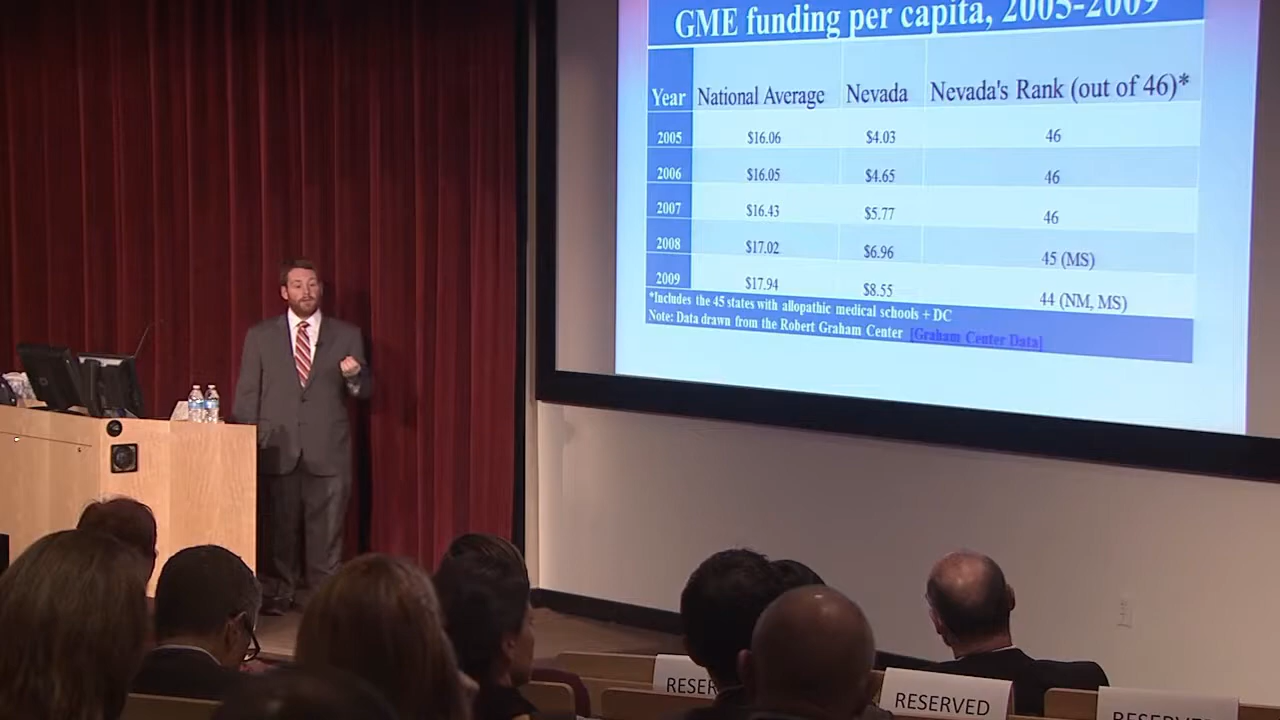 GME funding per capita, 2005-2009
Year National Average Nevada Nevada's Rank (out of 46)*
2005 $16.06 $4.03 46
2006 $16.05 $4.65 46
2007 $16.43 $5.77 46
2008 $17.02 $6.96 45 (MS)
2009 $17.94 $8.55 44 (NM, MS)
*Includes the 45 states with allopathic medical schools + DC
Note: Data drawn from the Robert Graham Center [Graham Center Data]
RESER
RESERVED
RESERVED